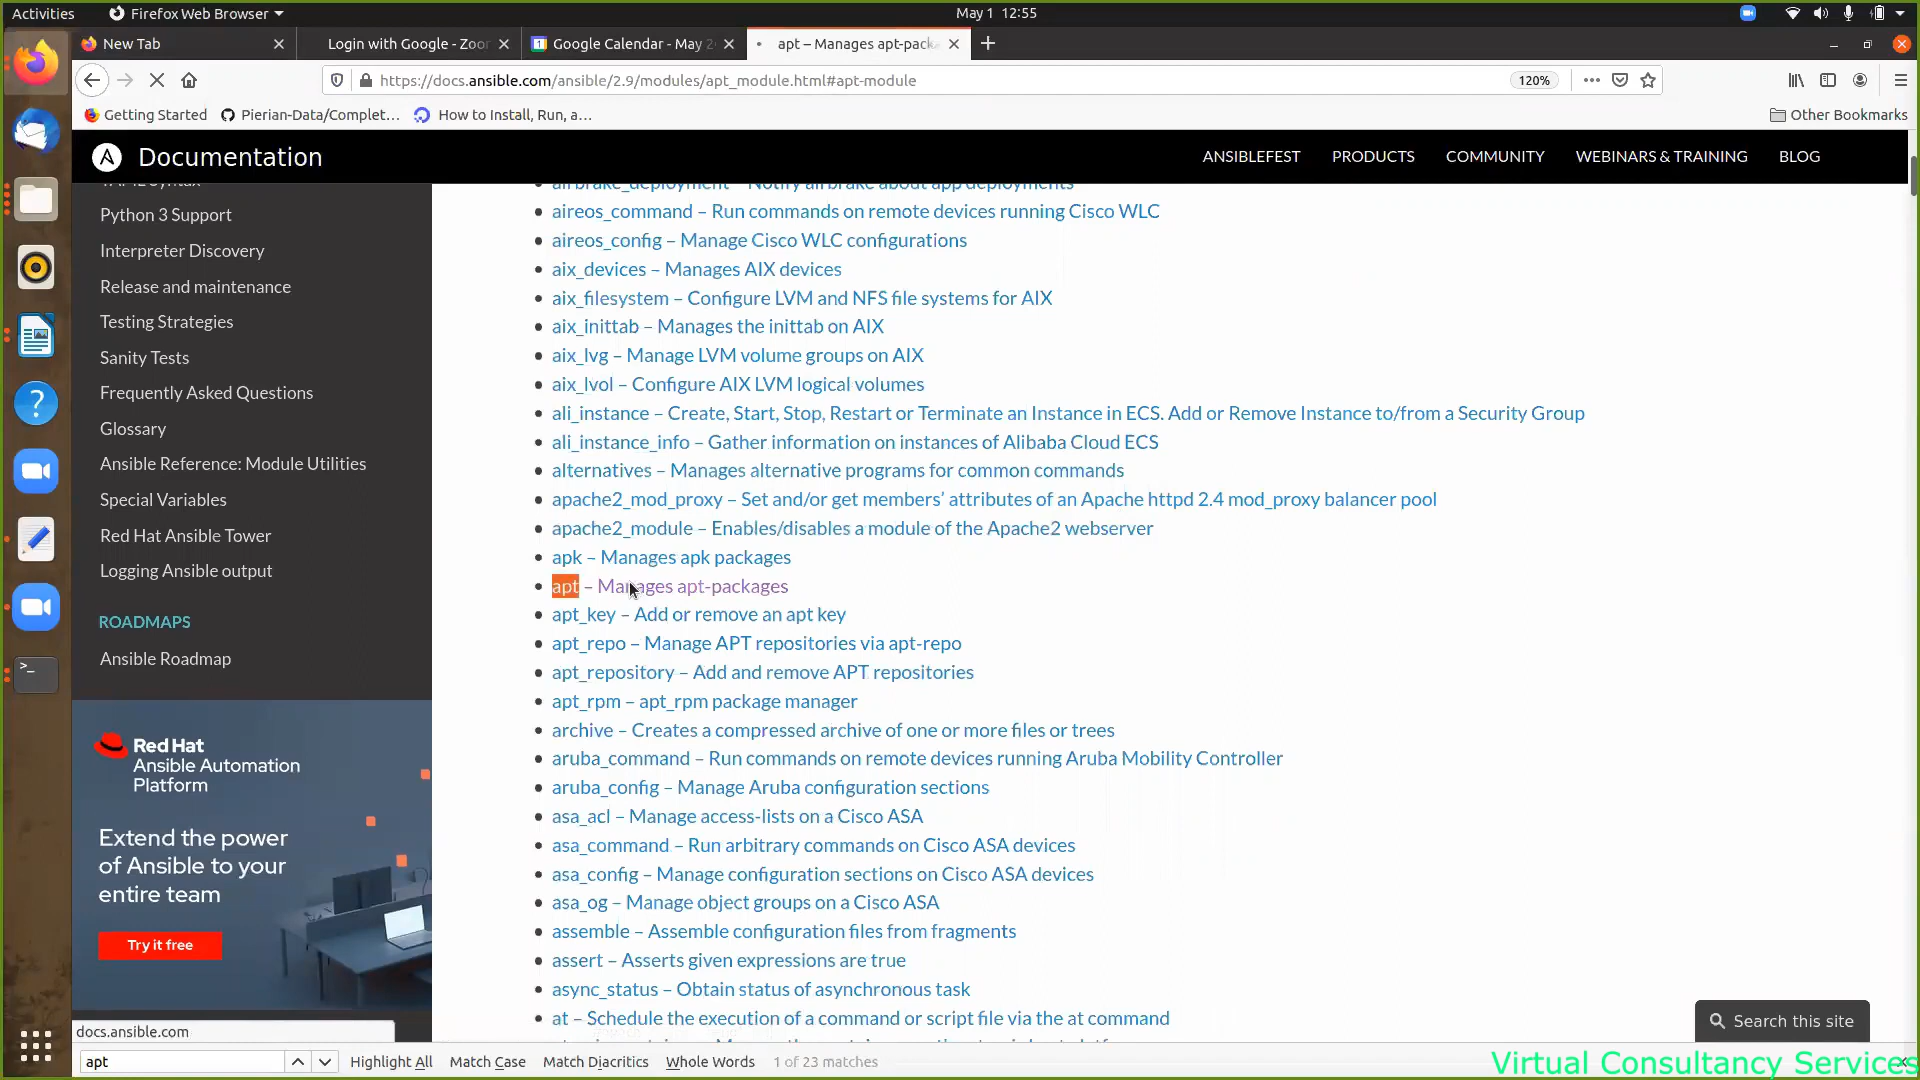 Activities
Firefox Web Browser
May 1 12:55
New Tab
Login with Google - Zoo
Google Calendar - May 2
apt – Manages apt-pack
https://docs.ansible.com/ansible/2.9/modules/apt_module.html#apt-module
120%
Getting Started
Pierian-Data/Complet...
How to Install, Run, a...
Other Bookmarks
Documentation
ANSIBLEFEST
PRODUCTS
COMMUNITY
WEBINARS & TRAINING
BLOG
YAML Syntax
Python 3 Support
Interpreter Discovery
Release and maintenance
Testing Strategies
Sanity Tests
Frequently Asked Questions
Glossary
Ansible Reference: Module Utilities
Special Variables
Red Hat Ansible Tower
Logging Ansible output
ROADMAPS
Ansible Roadmap
Red Hat
Ansible Automation
Platform
Extend the power
of Ansible to your
entire team
Try it free
docs.ansible.com
airbrake_deployment – Notify airbrake about app deployments
aireos_command – Run commands on remote devices running Cisco WLC
aireos_config – Manage Cisco WLC configurations
aix_devices – Manages AIX devices
aix_filesystem – Configure LVM and NFS file systems for AIX
aix_inittab – Manages the inittab on AIX
aix_lvg – Manage LVM volume groups on AIX
aix_lvol – Configure AIX LVM logical volumes
ali_instance – Create, Start, Stop, Restart or Terminate an Instance in ECS. Add or Remove Instance to/from a Security Group
ali_instance_info – Gather information on instances of Alibaba Cloud ECS
alternatives – Manages alternative programs for common commands
apache2_mod_proxy – Set and/or get members’ attributes of an Apache httpd 2.4 mod_proxy balancer pool
apache2_module – Enables/disables a module of the Apache2 webserver
apk – Manages apk packages
apt – Manages apt-packages
apt_key – Add or remove an apt key
apt_repo – Manage APT repositories via apt-repo
apt_repository – Add and remove APT repositories
apt_rpm – apt_rpm package manager
archive – Creates a compressed archive of one or more files or trees
aruba_command – Run commands on remote devices running Aruba Mobility Controller
aruba_config – Manage Aruba configuration sections
asa_acl – Manage access-lists on a Cisco ASA
asa_command – Run arbitrary commands on Cisco ASA devices
asa_config – Manage configuration sections on Cisco ASA devices
asa_og – Manage object groups on a Cisco ASA
assemble – Assemble configuration files from fragments
assert – Asserts given expressions are true
async_status – Obtain status of asynchronous task
at – Schedule the execution of a command or script file via the at command
Search this site
apt
Highlight All
Match Case
Match Diacritics
Whole Words
1 of 23 matches
Virtual Consultancy Services